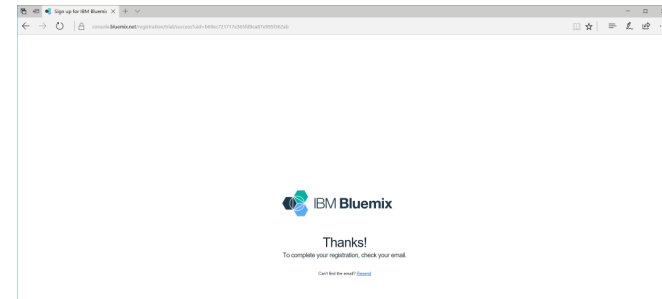 Sign up for IBM Bluemix
IBM Bluemix
Thanks!
To complete your registration, check your email.
Can't find the email? Resend